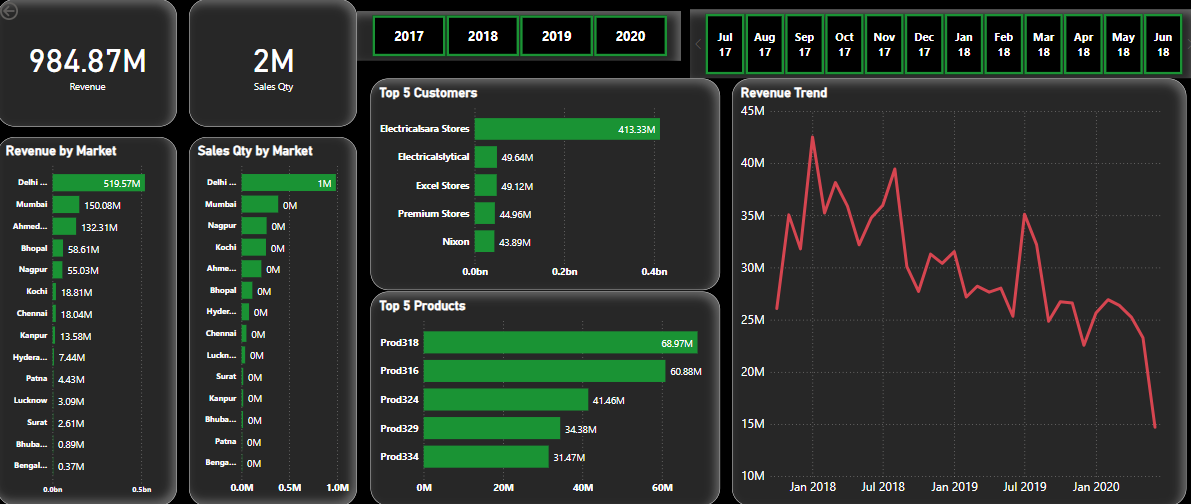 984.87M
Revenue
2M
Sales Qty
2017 2018 2019 2020
Jul 17
Aug 17
Sep 17
Oct 17
Nov 17
Dec 17
Jan 18
Feb 18
Mar 18
Apr 18
May 18
Jun 18
Revenue by Market
Delhi ... 519.57M
Mumbai 150.08M
Ahmed... 132.31M
Bhopal 58.61M
Nagpur 55.03M
Kochi 18.81M
Chennai 18.04M
Kanpur 13.58M
Hydera... 7.44M
Patna 4.43M
Lucknow 3.09M
Surat 2.61M
Bhuba... 0.89M
Bengal... 0.37M
0.0bn 0.5bn
Sales Qty by Market
Delhi ... 1M
Mumbai 0M
Nagpur 0M
Kochi 0M
Ahme... 0M
Bhopal 0M
Hyder... 0M
Chennai 0M
Luckn... 0M
Surat 0M
Kanpur 0M
Bhuba... 0M
Patna 0M
Benga... 0M
0.0M 0.5M 1.0M
Top 5 Customers
Electricalsara Stores 413.33M
Electricalslytical 49.64M
Excel Stores 49.12M
Premium Stores 44.96M
Nixon 43.89M
0.0bn 0.2bn 0.4bn
Top 5 Products
Prod318 68.97M
Prod316 60.88M
Prod324 41.46M
Prod329 34.38M
Prod334 31.47M
0M 20M 40M 60M
Revenue Trend
45M
40M
35M
30M
25M
20M
15M
10M
Jan 2018 Jul 2018 Jan 2019 Jul 2019 Jan 2020